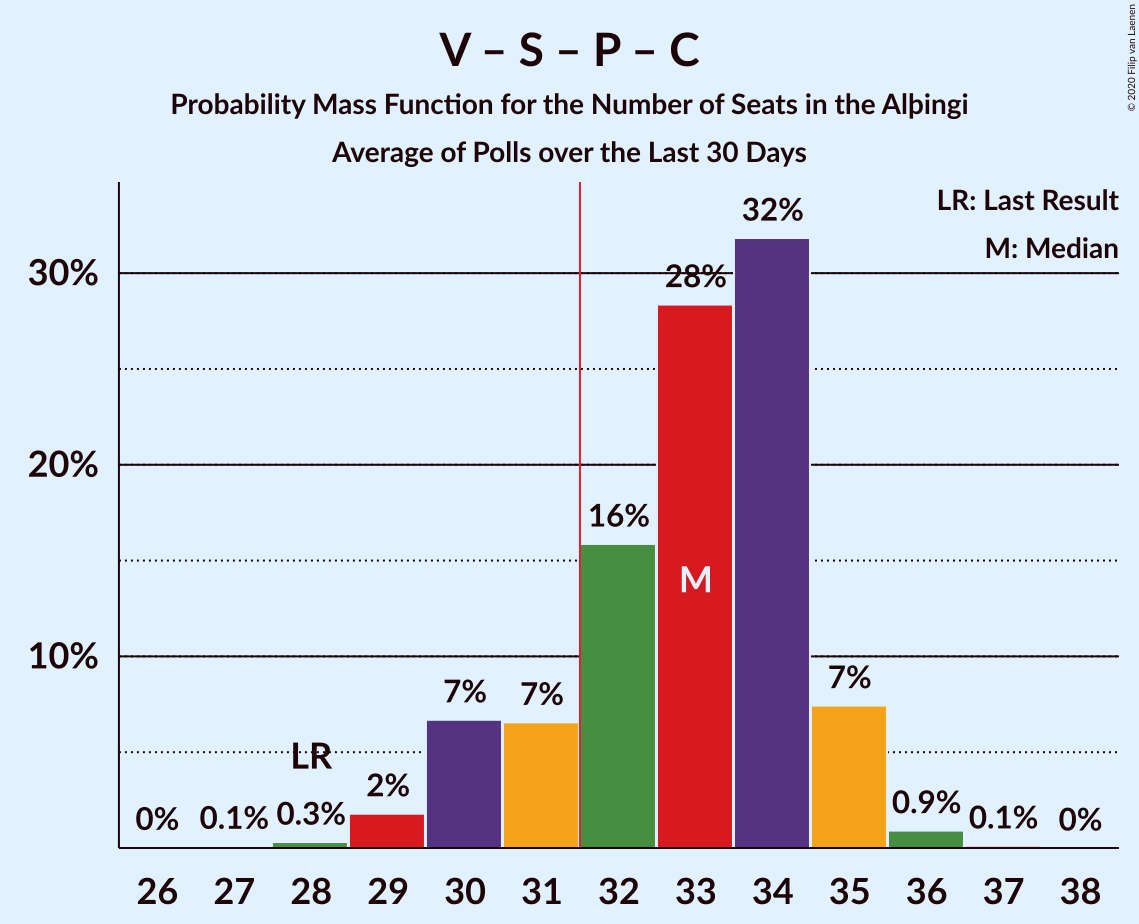 V – S – P – C
Probability Mass Function for the Number of Seats in the Alþingi
Average of Polls over the Last 30 Days
© 2020 Filip van Laenen
LR: Last Result
M: Median
30%
20%
10%
0%
0.1%
LR
0.3%
2%
7%
7%
16%
28%
M
32%
7%
0.9%
0.1%
0%
26 27 28 29 30 31 32 33 34 35 36 37 38